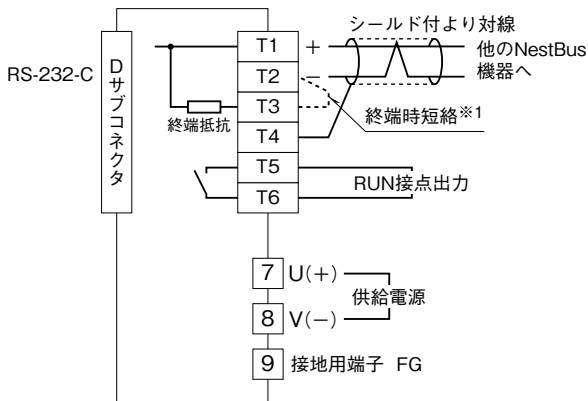 シールド付より対線
T1
+
他のNestBus
機器へ
T2
−
RS-232-C
Dサブコネクタ
T3
終端抵抗
終端時短絡※1
T4
T5
RUN接点出力
T6
7 U(+)
供給電源
8 V(−)
9 接地用端子 FG